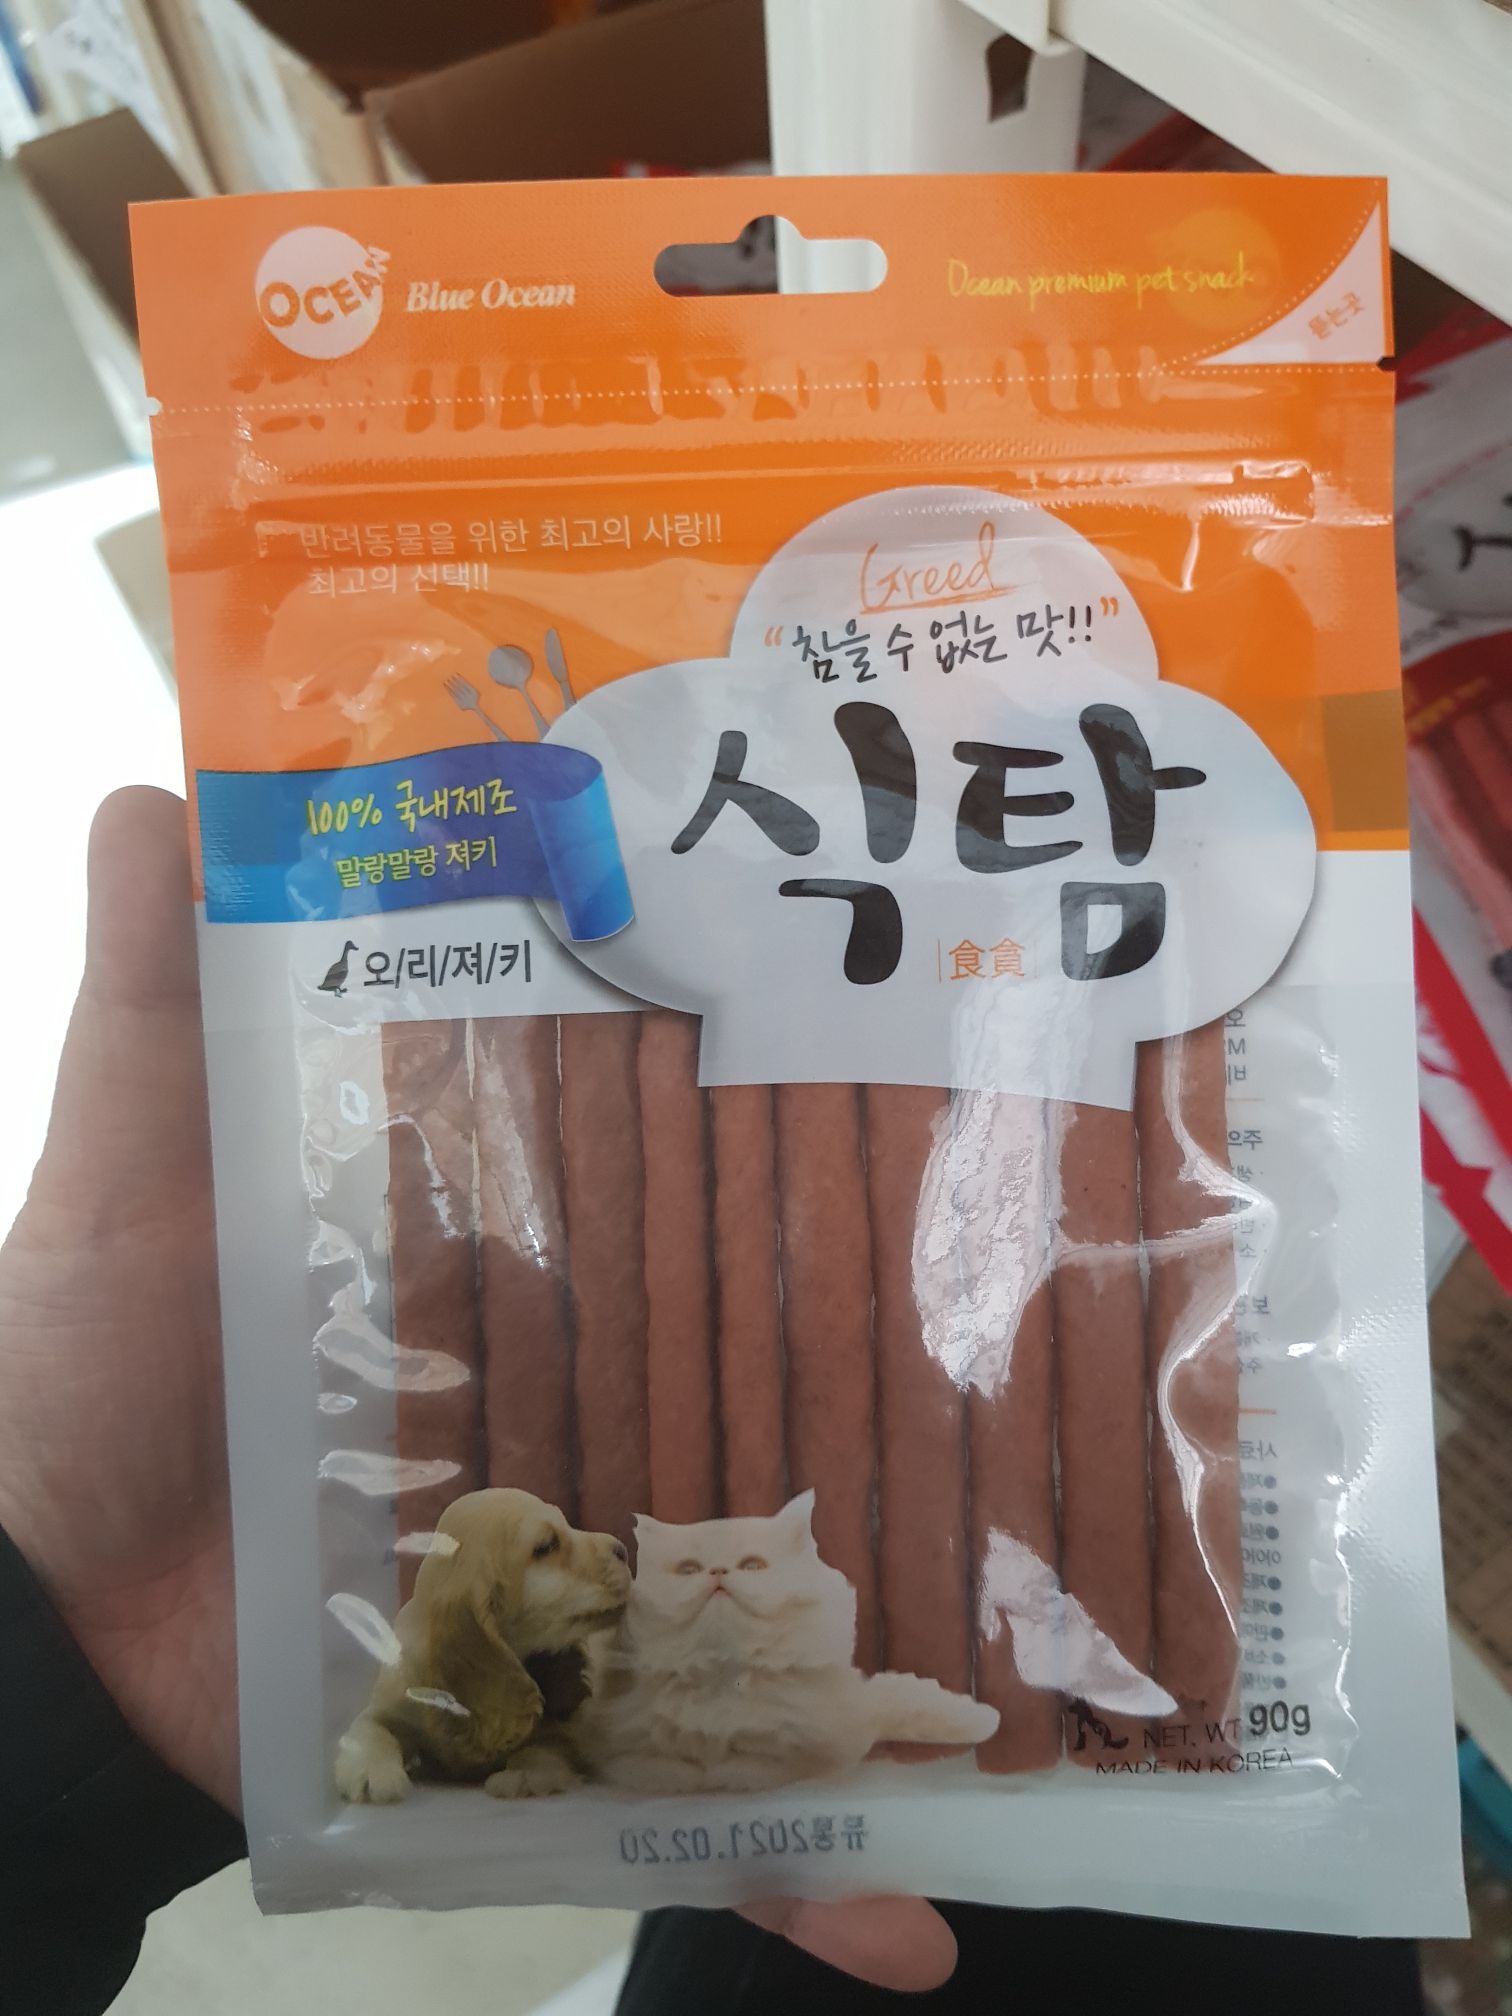 OCEAN
Blue Ocean
Ocean premium pet snack
뜯는곳
반려동물을 위한 최고의 사랑!!
최고의 선택!!
Greed
“참을 수 없는 맛!!”
식탐
食貪
100% 국내제조
말랑말랑 져키
오/리/져/키
NET. WT 90g
MADE IN KOREA
유통2021.02.20